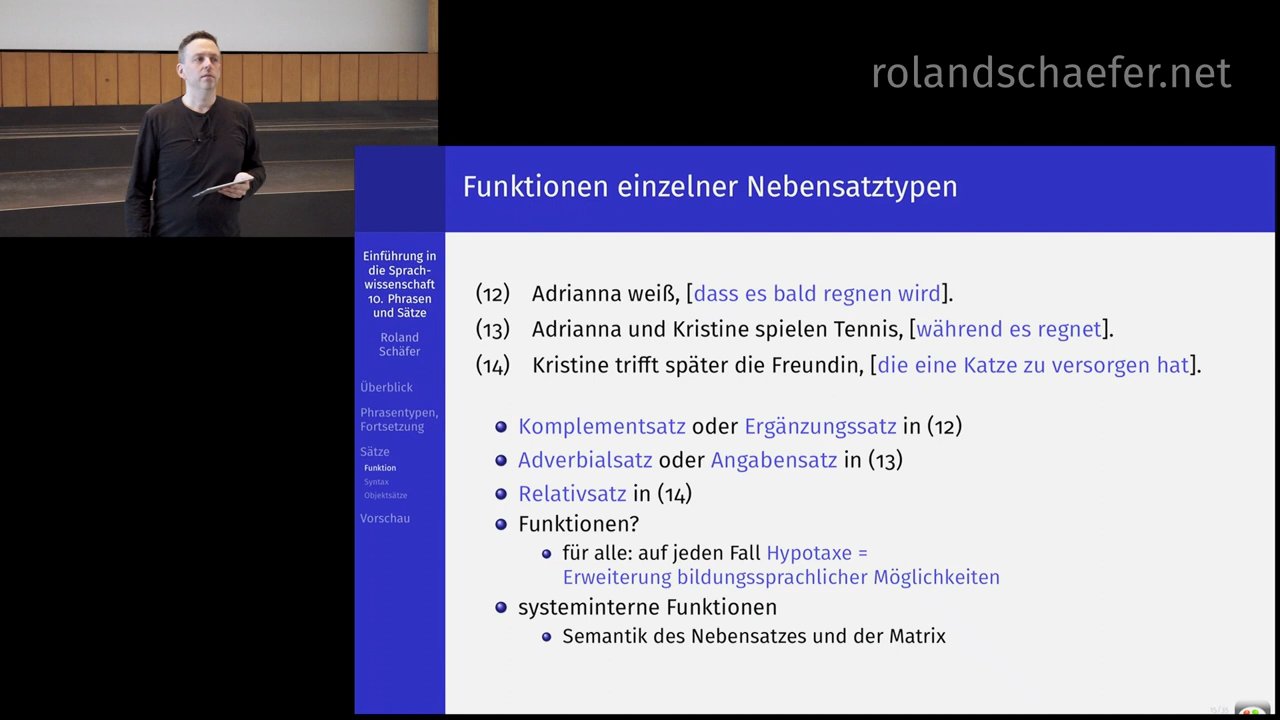 rolandschaefer.net
Funktionen einzelner Nebensatztypen
Einführung in
die Sprach-
wissenschaft
10. Phrasen
und Sätze
Roland
Schäfer
Überblick
Phrasentypen,
Fortsetzung
Sätze
Funktion
Syntax
Objektsätze
Vorschau
(12) Adrianna weiß, [dass es bald regnen wird].
(13) Adrianna und Kristine spielen Tennis, [während es regnet].
(14) Kristine trifft später die Freundin, [die eine Katze zu versorgen hat].
Komplementsatz oder Ergänzungssatz in (12)
Adverbialsatz oder Angabensatz in (13)
Relativsatz in (14)
Funktionen?
für alle: auf jeden Fall Hypotaxe =
Erweiterung bildungssprachlicher Möglichkeiten
systeminterne Funktionen
Semantik des Nebensatzes und der Matrix